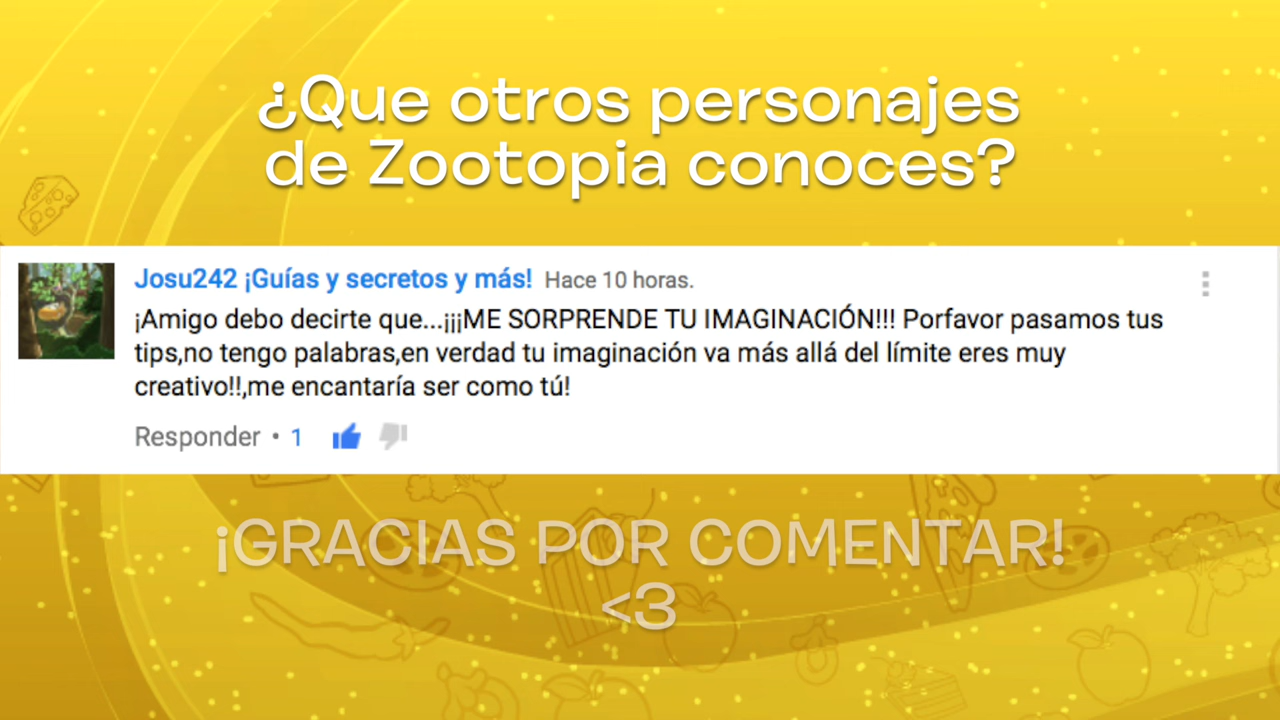 ¿Que otros personajes
de Zootopia conoces?
Josu242 ¡Guías y secretos y más! Hace 10 horas.
¡Amigo debo decirte que...¡¡¡ME SORPRENDE TU IMAGINACIÓN!!! Porfavor pasamos tus
tips,no tengo palabras,en verdad tu imaginación va más allá del límite eres muy
creativo!!,me encantaría ser como tú!
Responder • 1
¡GRACIAS POR COMENTAR!
<3